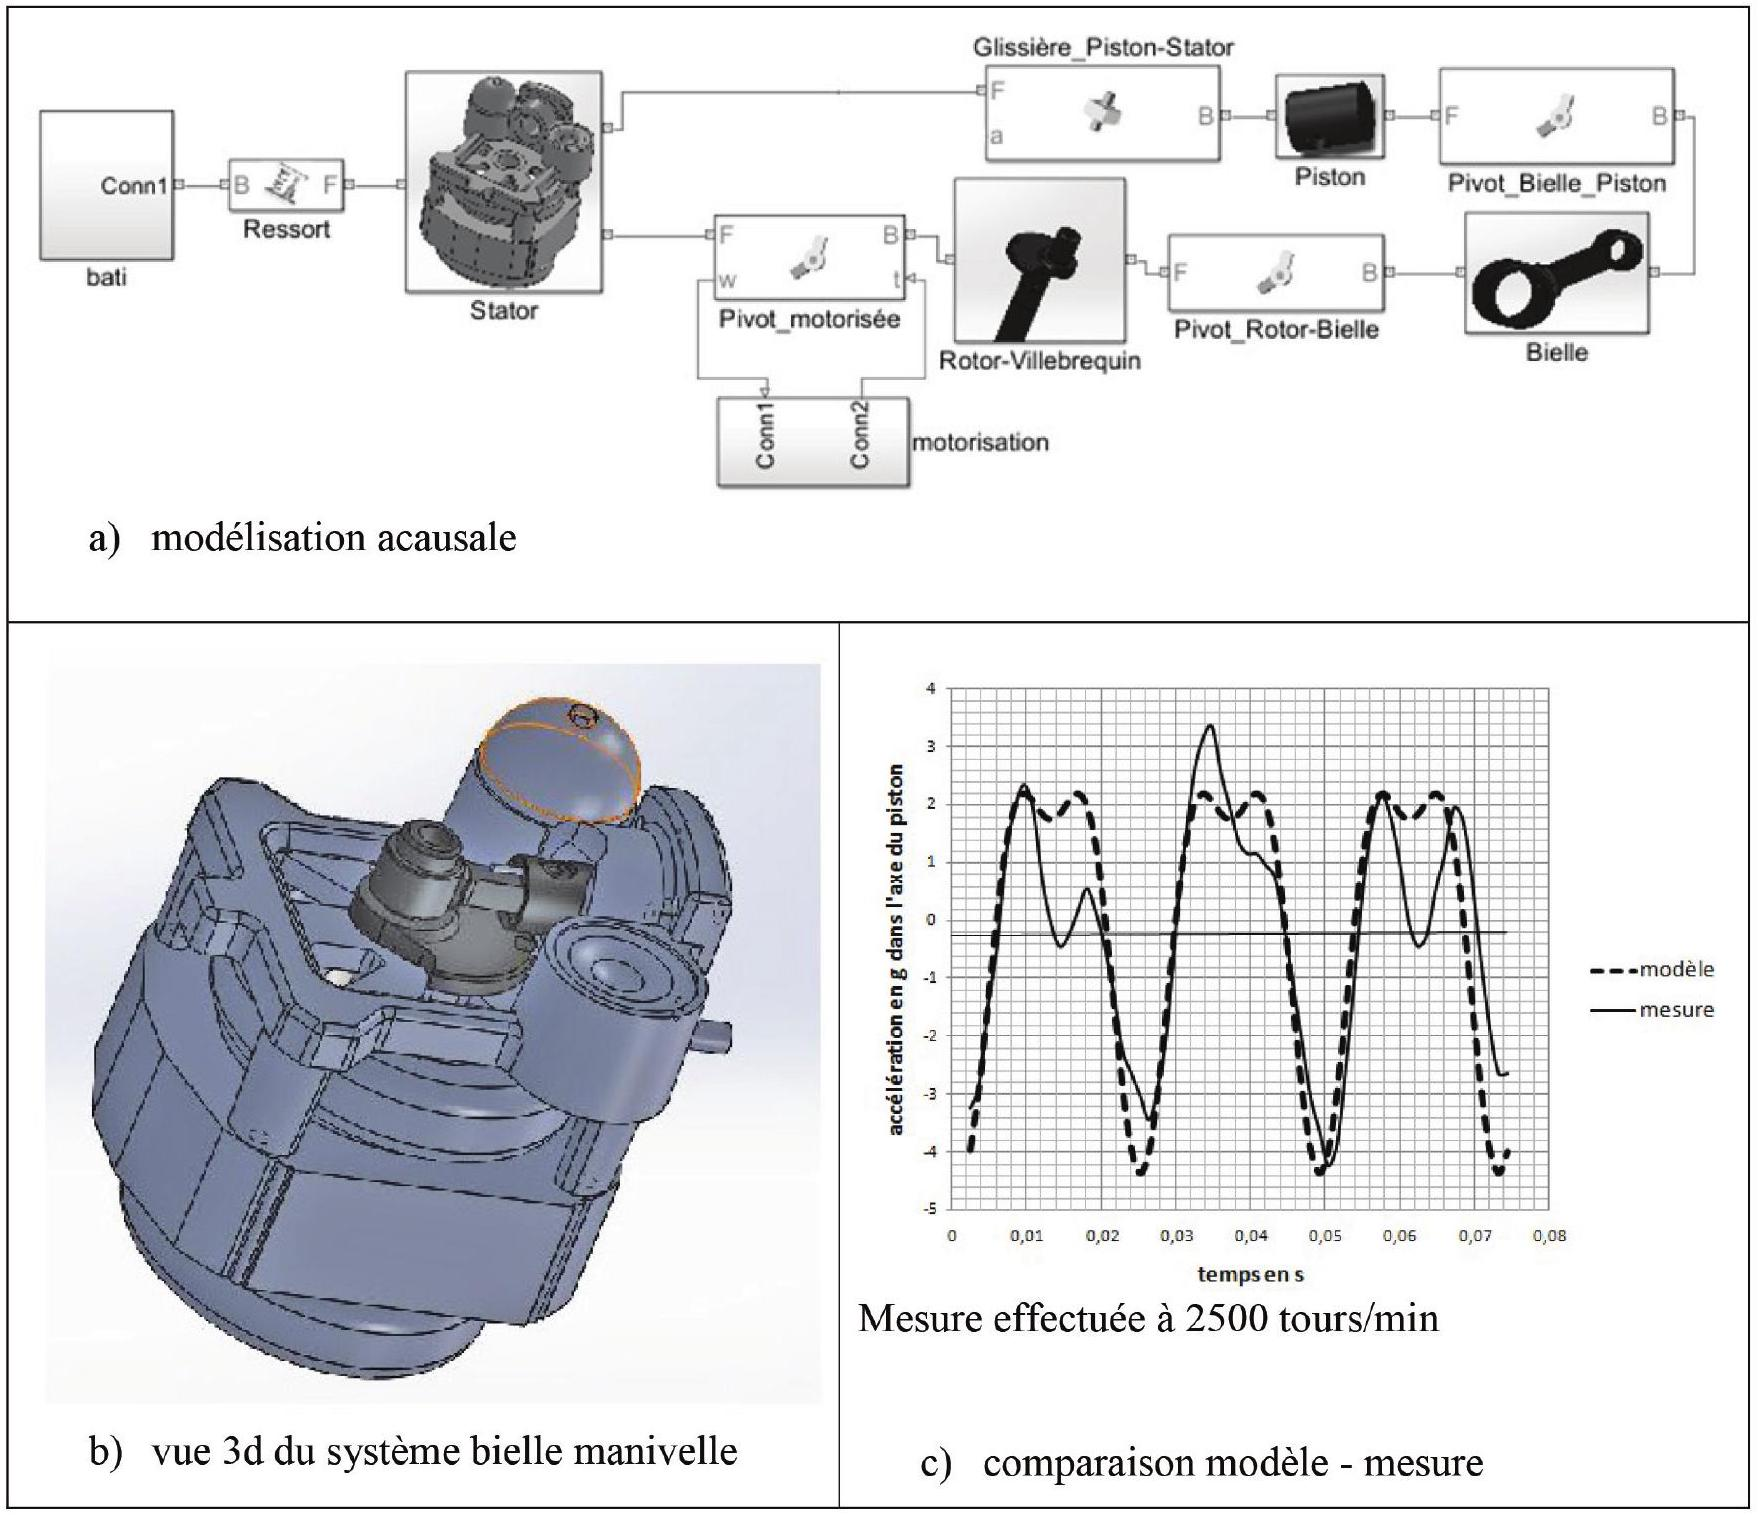 Glissière_Piston-Stator
F
a
B
Piston
F
B
Pivot_Bielle_Piston
Conn1
bati
B
F
Ressort
Stator
F
B
w
t
Pivot_motorisée
Rotor-Villebrequin
F
B
Pivot_Rotor-Bielle
Bielle
Conn1
Conn2
motorisation
a) modélisation acausale
b) vue 3d du système bielle manivelle
accélération en g dans l'axe du piston
4
3
2
1
0
-1
-2
-3
-4
-5
0
0,01
0,02
0,03
0,04
0,05
0,06
0,07
0,08
temps en s
modèle
mesure
Mesure effectuée à 2500 tours/min
c) comparaison modèle - mesure